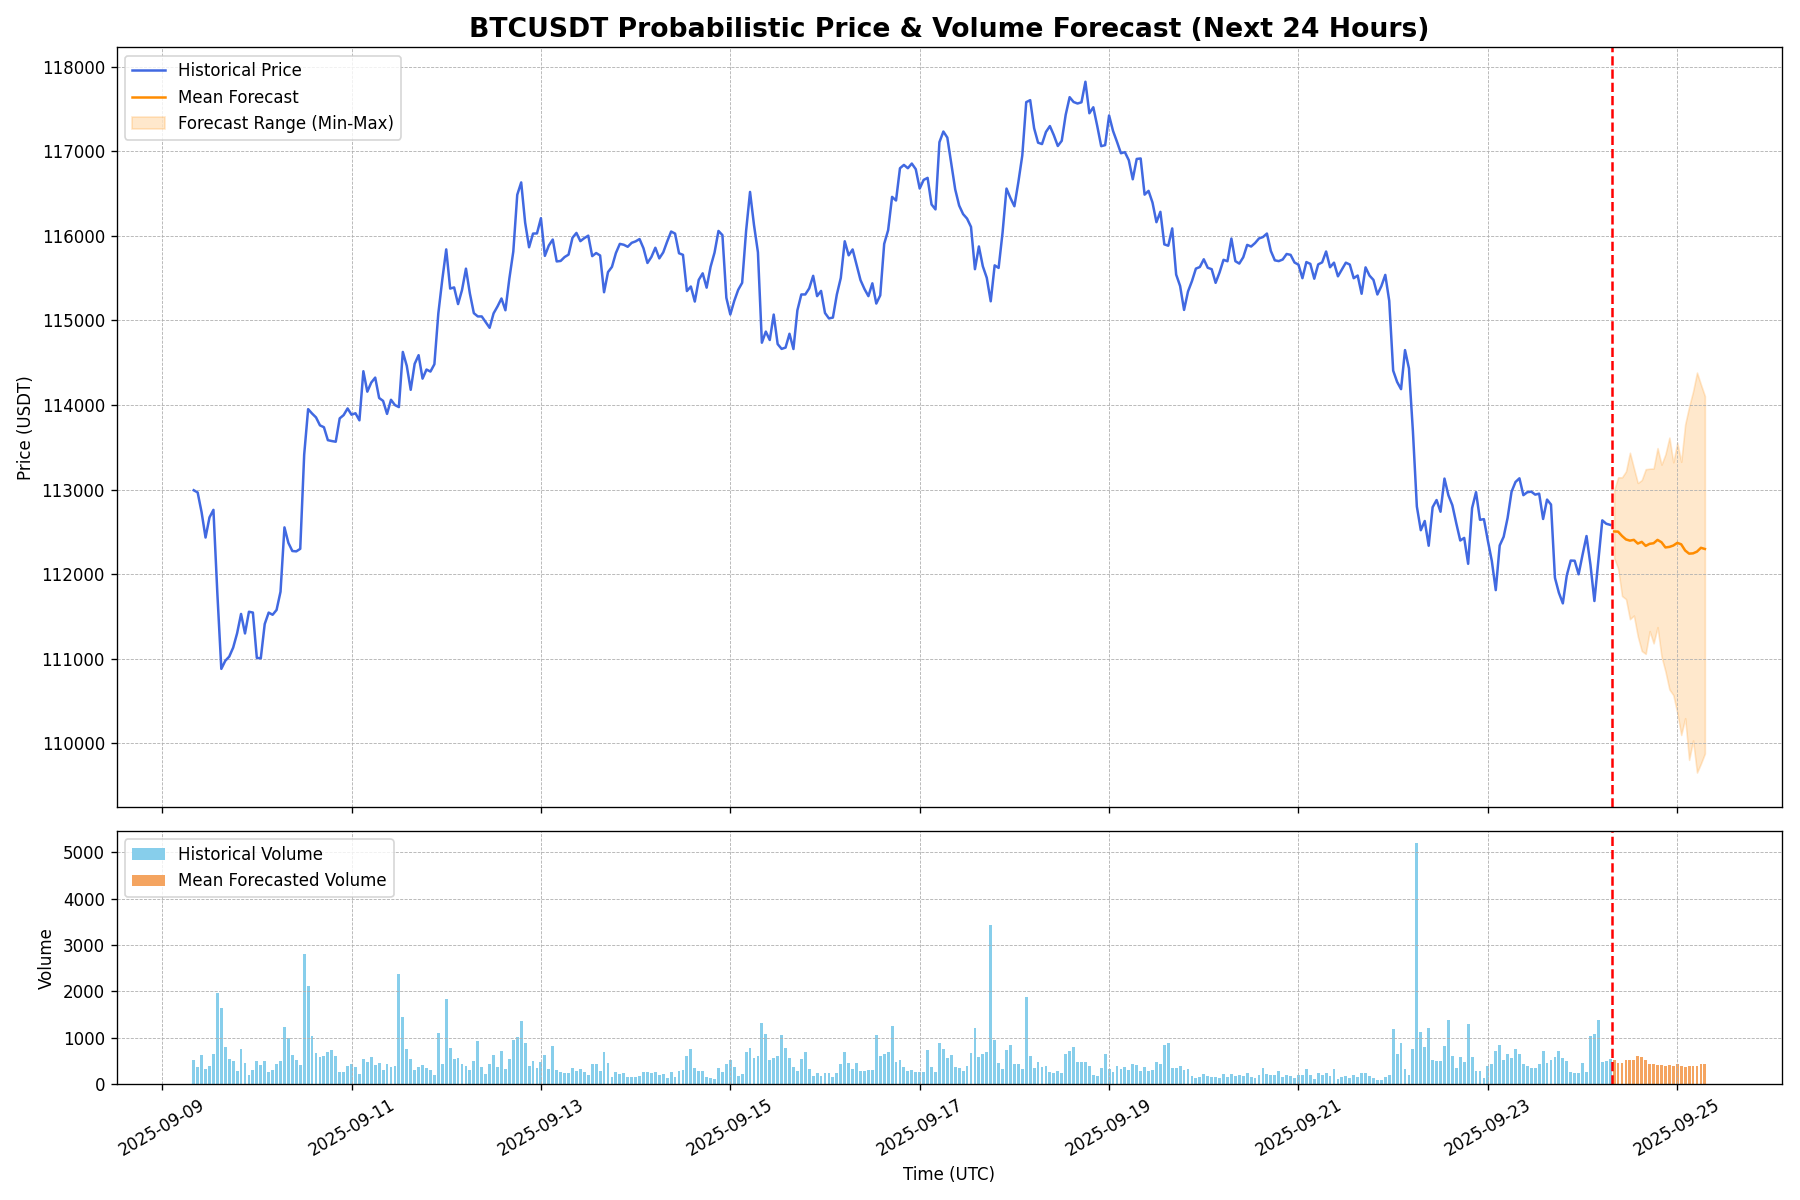 BTCUSDT Probabilistic Price & Volume Forecast (Next 24 Hours)
Historical Price
Mean Forecast
Forecast Range (Min-Max)
118000
117000
116000
115000
114000
113000
112000
111000
110000
Price (USDT)
Historical Volume
Mean Forecasted Volume
5000
4000
3000
2000
1000
0
Volume
2025-09-09
2025-09-11
2025-09-13
2025-09-15
2025-09-17
2025-09-19
2025-09-21
2025-09-23
2025-09-25
Time (UTC)